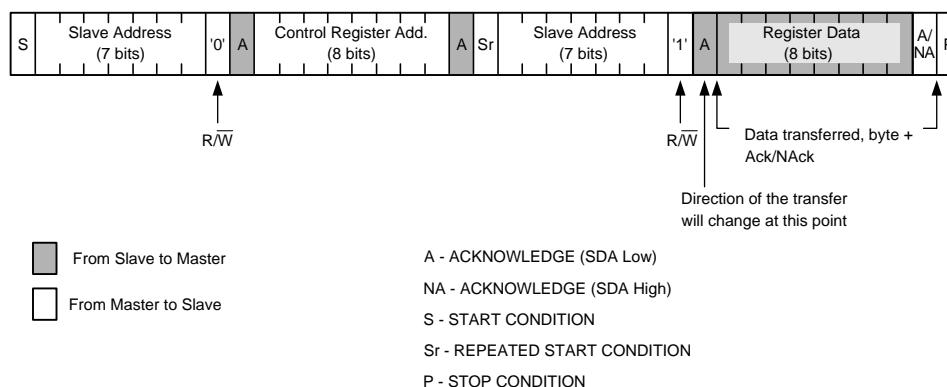 S Slave Address (7 bits) '0' A Control Register Add. (8 bits) A Sr Slave Address (7 bits) '1' A Register Data (8 bits) A/NA P
R/W̅
R/W̅
Data transferred, byte +
Ack/NAck
Direction of the transfer
will change at this point
From Slave to Master
From Master to Slave
A - ACKNOWLEDGE (SDA Low)
NA - ACKNOWLEDGE (SDA High)
S - START CONDITION
Sr - REPEATED START CONDITION
P - STOP CONDITION